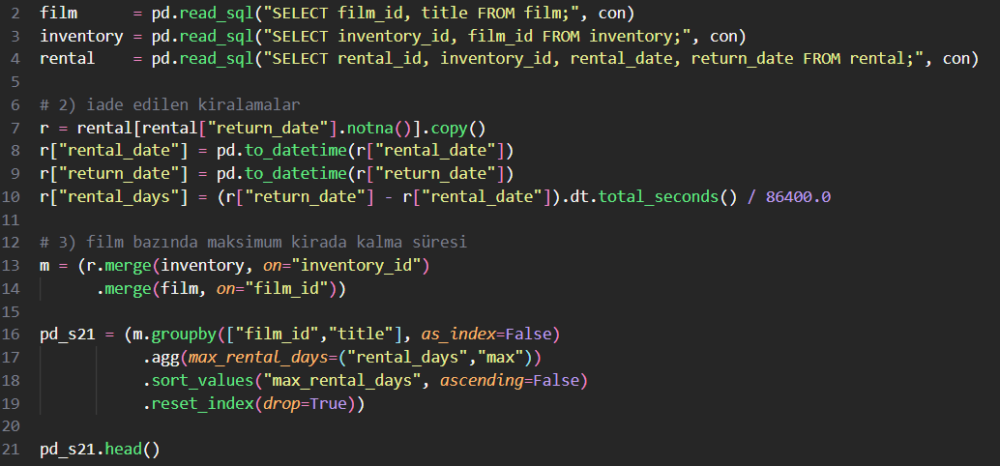 2 film      = pd.read_sql("SELECT film_id, title FROM film;", con)
3 inventory = pd.read_sql("SELECT inventory_id, film_id FROM inventory;", con)
4 rental    = pd.read_sql("SELECT rental_id, inventory_id, rental_date, return_date FROM rental;", con)
5
6 # 2) iade edilen kiralamalar
7 r = rental[rental["return_date"].notna()].copy()
8 r["rental_date"] = pd.to_datetime(r["rental_date"])
9 r["return_date"] = pd.to_datetime(r["return_date"])
10 r["rental_days"] = (r["return_date"] - r["rental_date"]).dt.total_seconds() / 86400.0
11
12 # 3) film bazında maksimum kirada kalma süresi
13 m = (r.merge(inventory, on="inventory_id")
14      .merge(film, on="film_id"))
15
16 pd_s21 = (m.groupby(["film_id","title"], as_index=False)
17           .agg(max_rental_days=("rental_days","max"))
18           .sort_values("max_rental_days", ascending=False)
19           .reset_index(drop=True))
20
21 pd_s21.head()